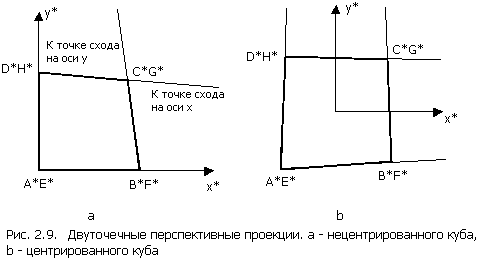 y*
К точке схода
на оси y
D*H*
C*G*
К точке схода
на оси x
A*E*
B*F*
x*
a
y*
D*H*
C*G*
x*
A*E*
B*F*
b
Рис. 2.9. Двуточечные перспективные проекции. a - нецентрированного куба,
b - центрированного куба